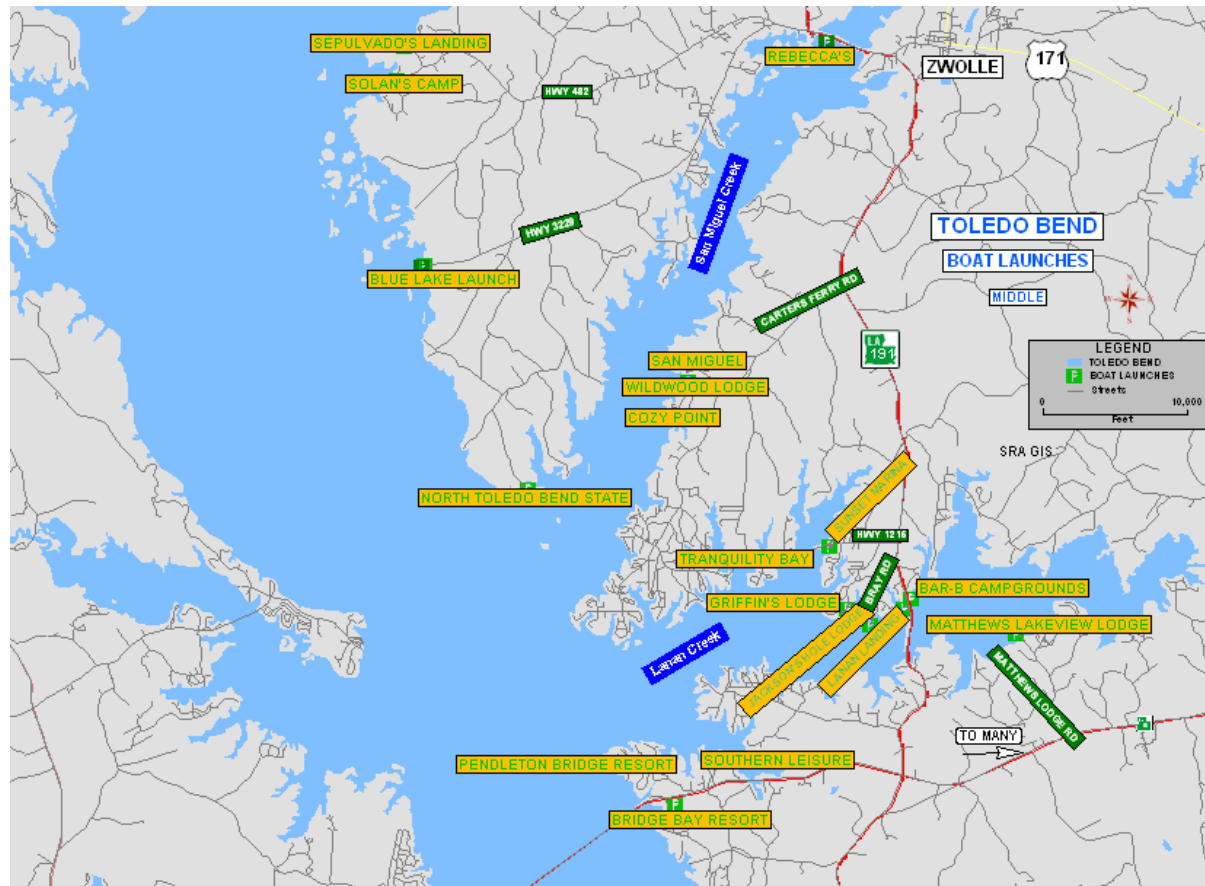 SEPULVADO'S LANDING
REBECCA'S
ZWOLLE
171
SOLAN'S CAMP
HWY 482
San Miguel Creek
TOLEDO BEND
HWY 3229
BOAT LAUNCHES
BLUE LAKE LAUNCH
MIDDLE
CARTERS FERRY RD
LA
191
LEGEND
TOLEDO BEND
BOAT LAUNCHES
Streets
0 10,000
Feet
SAN MIGUEL
WILDWOOD LODGE
COZY POINT
SRA GIS
NORTH TOLEDO BEND STATE
SUNSET MARINA
HWY 1216
TRANQUILITY BAY
BRAY RD
BAR-B CAMPGROUNDS
GRIFFIN'S LODGE
MATTHEWS LAKEVIEW LODGE
Lanan Creek
JACKSON'S HOLE LODGE
LANAN LANDING
MATTHEWS LODGE RD
TO MANY
PENDLETON BRIDGE RESORT
SOUTHERN LEISURE
BRIDGE BAY RESORT